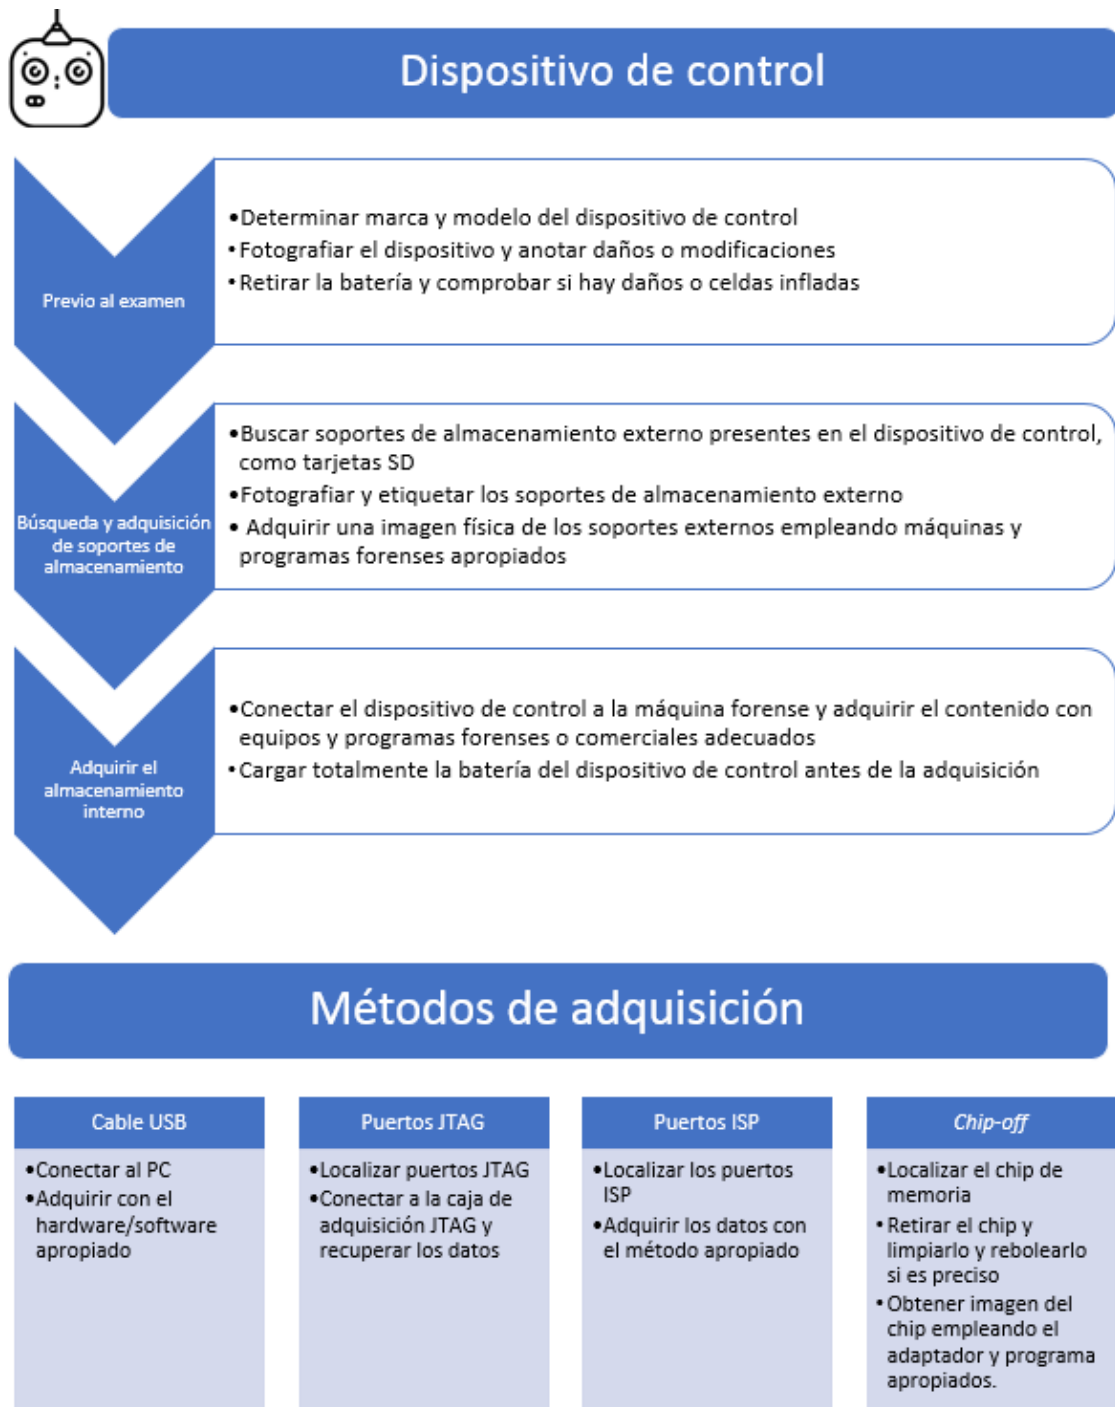 Dispositivo de control
Previo al examen
•Determinar marca y modelo del dispositivo de control
•Fotografiar el dispositivo y anotar daños o modificaciones
•Retirar la batería y comprobar si hay daños o celdas infladas
Búsqueda y adquisición
de soportes de
almacenamiento
•Buscar soportes de almacenamiento externo presentes en el dispositivo de control,
como tarjetas SD
•Fotografiar y etiquetar los soportes de almacenamiento externo
• Adquirir una imagen física de los soportes externos empleando máquinas y
programas forenses apropiados
Adquirir el
almacenamiento
interno
•Conectar el dispositivo de control a la máquina forense y adquirir el contenido con
equipos y programas forenses o comerciales adecuados
•Cargar totalmente la batería del dispositivo de control antes de la adquisición
Métodos de adquisición
Cable USB
•Conectar al PC
•Adquirir con el
hardware/software
apropiado
Puertos JTAG
•Localizar puertos JTAG
•Conectar a la caja de
adquisición JTAG y
recuperar los datos
Puertos ISP
•Localizar los puertos
ISP
•Adquirir los datos con
el método apropiado
Chip-off
•Localizar el chip de
memoria
•Retirar el chip y
limpiarlo y rebolearlo
si es preciso
•Obtener imagen del
chip empleando el
adaptador y programa
apropiados.